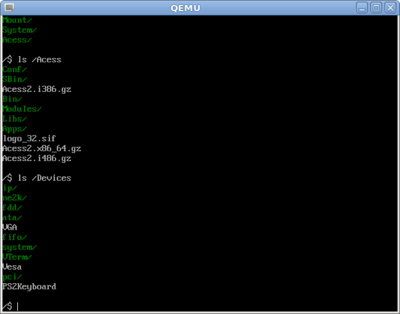 QEMU
Mount/
System/
Acess/
/$ ls /Acess
Conf/
SBin/
Acess2.i386.gz
Bin/
Modules/
Libs/
Apps/
logo_32.sif
Acess2.x86_64.gz
Acess2.i486.gz
/$ ls /Devices
ip/
ne2k/
fdd/
ata/
VGA
fifo/
system/
VTerm/
Vesa
pci/
PS2Keyboard
/$